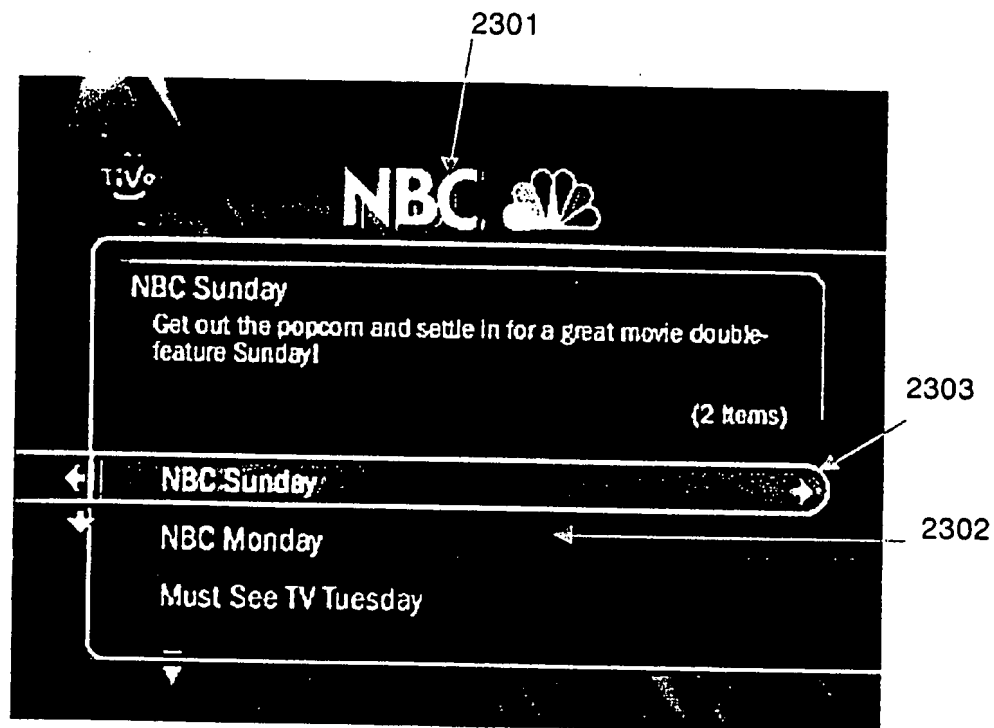 2301
TiVo
NBC
NBC Sunday
Get out the popcorn and settle in for a great movie double-
feature Sunday!
(2 items)
2303
NBC Sunday
2302
NBC Monday
Must See TV Tuesday